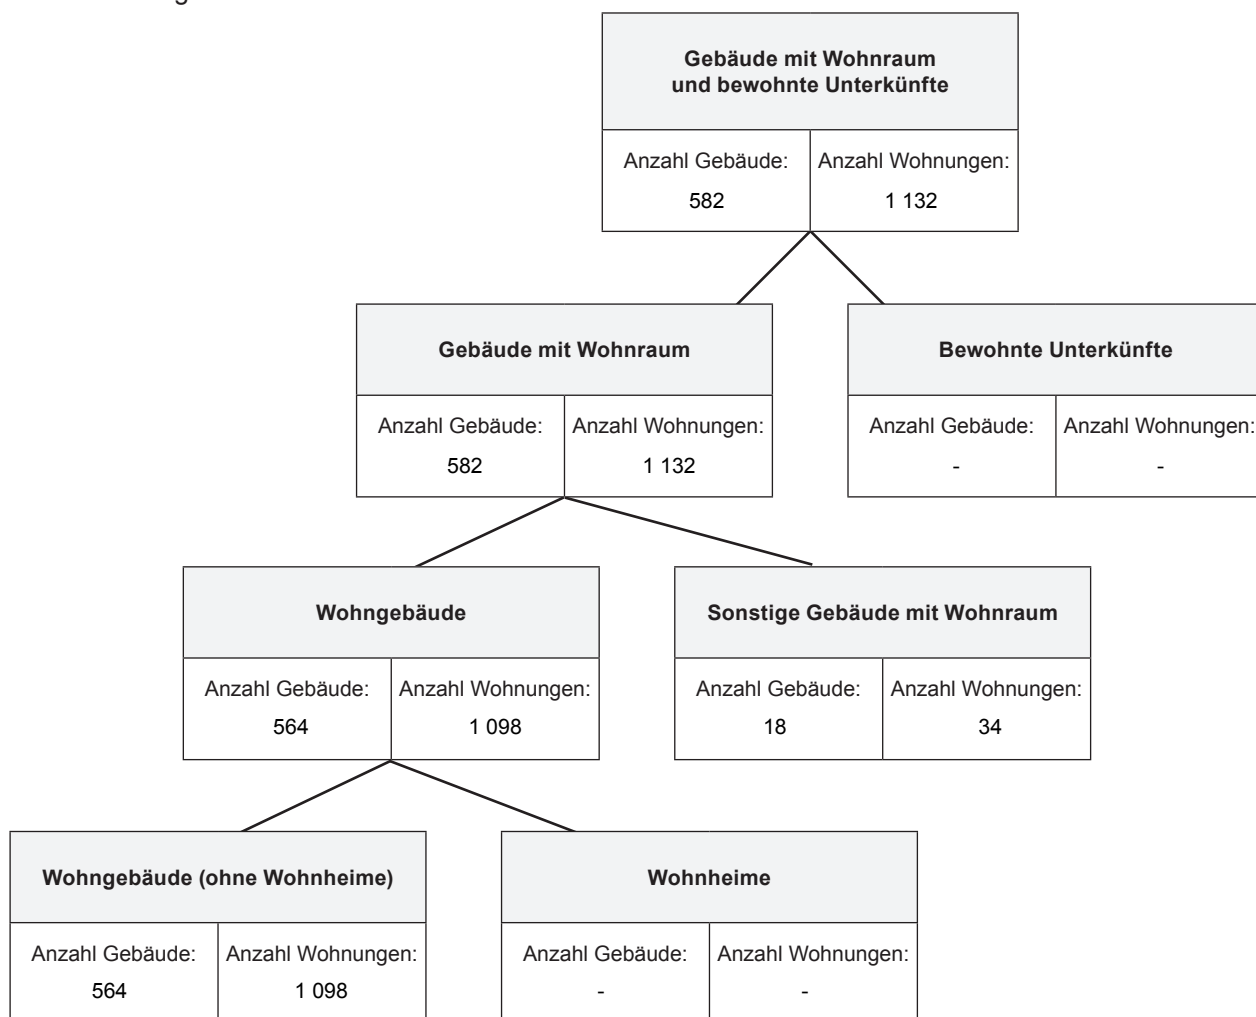 Gebäude mit Wohnraum
und bewohnte Unterkünfte
Anzahl Gebäude: Anzahl Wohnungen:
582 1 132
Gebäude mit Wohnraum
Anzahl Gebäude: Anzahl Wohnungen:
582 1 132
Bewohnte Unterkünfte
Anzahl Gebäude: Anzahl Wohnungen:
- -
Wohngebäude
Anzahl Gebäude: Anzahl Wohnungen:
564 1 098
Sonstige Gebäude mit Wohnraum
Anzahl Gebäude: Anzahl Wohnungen:
18 34
Wohngebäude (ohne Wohnheime)
Anzahl Gebäude: Anzahl Wohnungen:
564 1 098
Wohnheime
Anzahl Gebäude: Anzahl Wohnungen:
- -